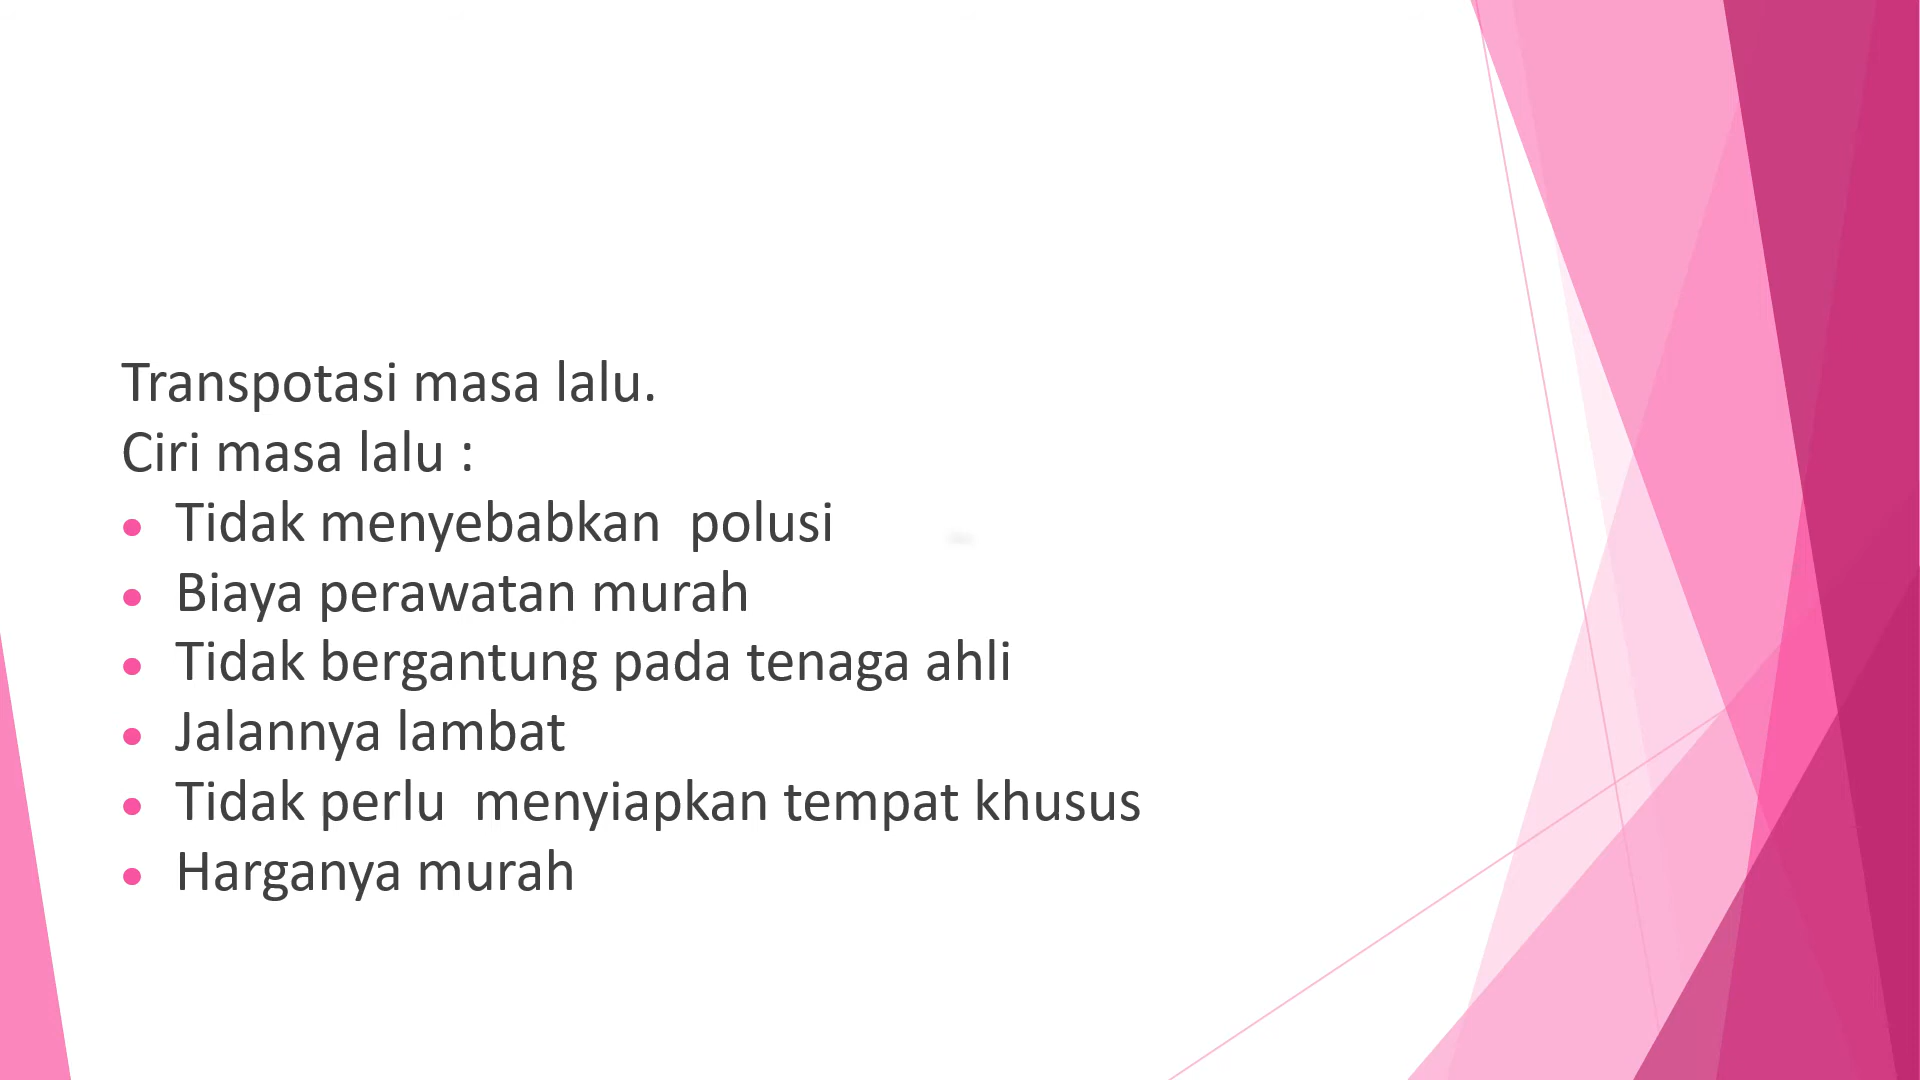 Transpotasi masa lalu.
Ciri masa lalu :
• Tidak menyebabkan  polusi
• Biaya perawatan murah
• Tidak bergantung pada tenaga ahli
• Jalannya lambat
• Tidak perlu  menyiapkan tempat khusus
• Harganya murah